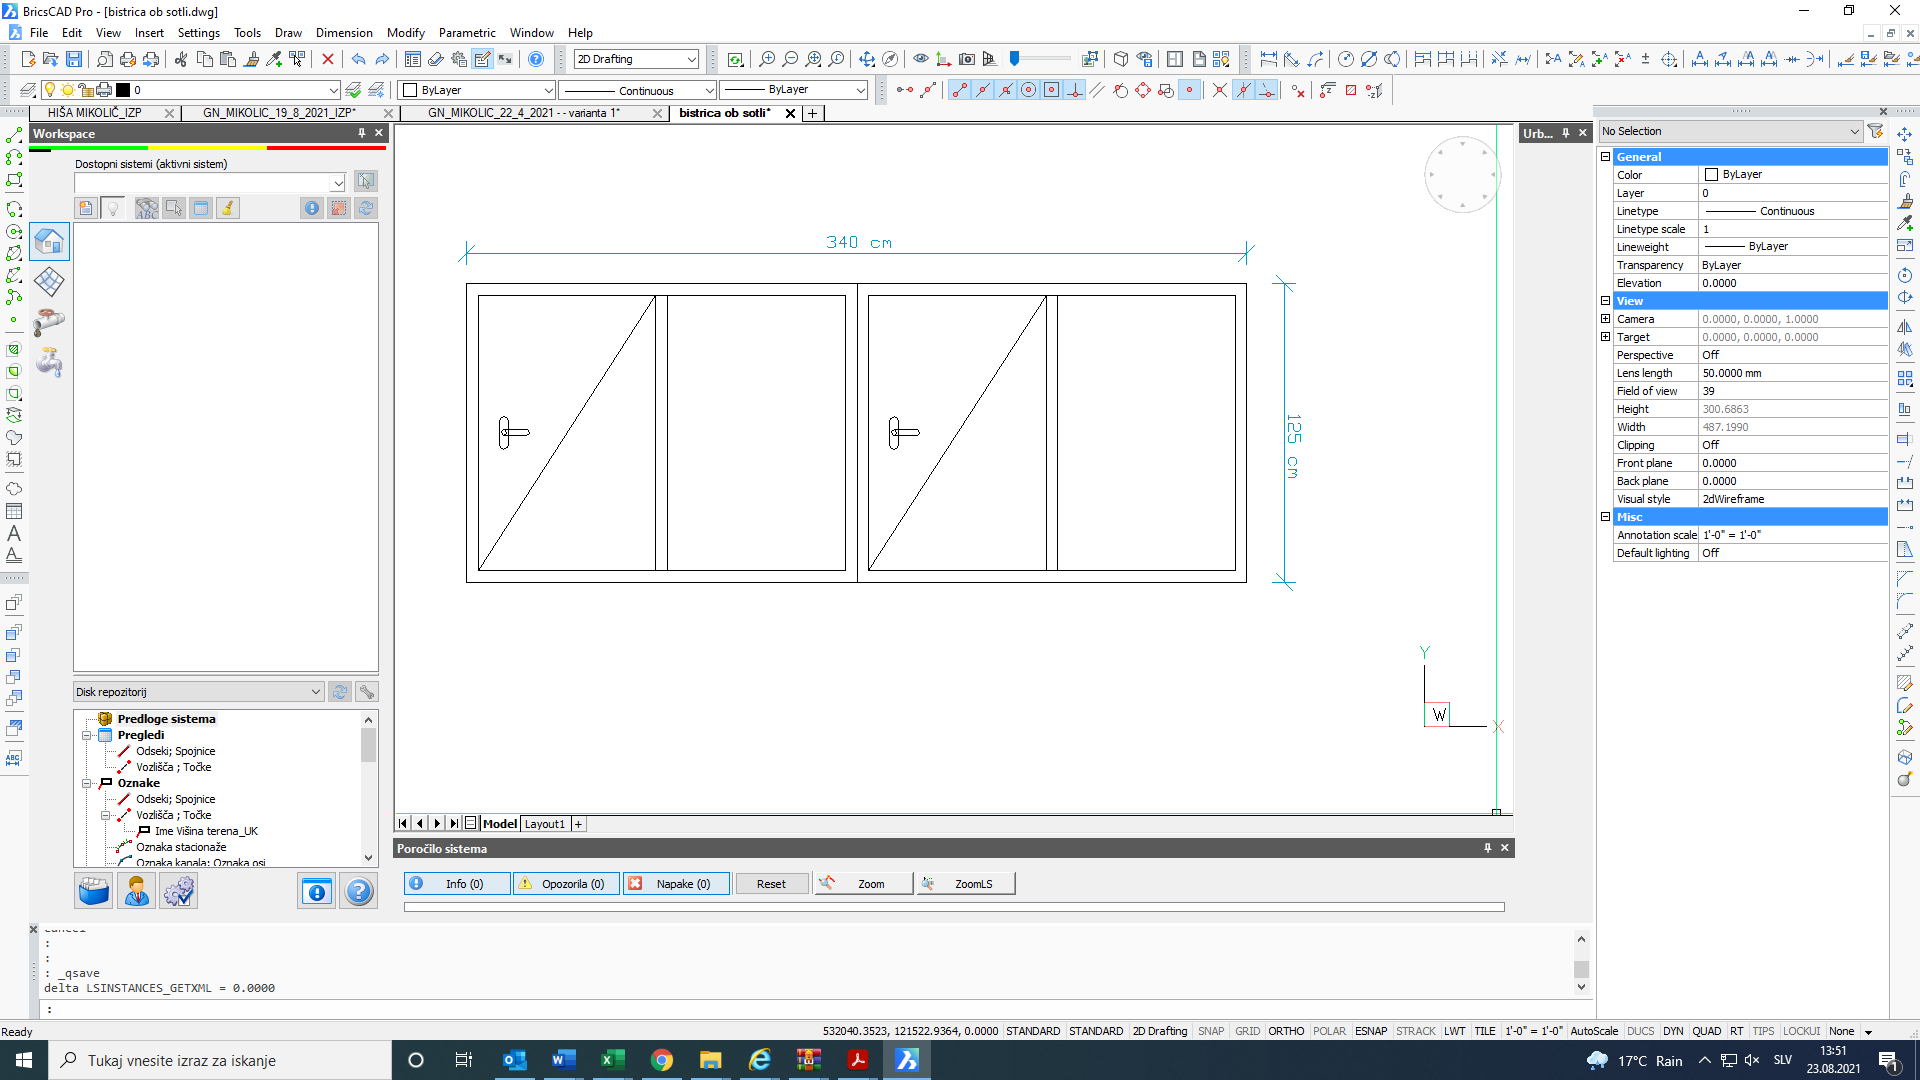 BricsCAD Pro - [bistrica ob sotli.dwg]
File Edit View Insert Settings Tools Draw Dimension Modify Parametric Window Help
2D Drafting
0 ByLayer Continuous ByLayer
HIŠA MIKOLIČ_IZP GN_MIKOLIC_19_8_2021_IZP* GN_MIKOLIC_22_4_2021 - - varianta 1* bistrica ob sotli*
Workspace
Dostopni sistemi (aktivni sistem)
Disk repozitorij
Predloge sistema
Pregledi
Odseki; Spojnice
Vozlišča ; Točke
Oznake
Odseki; Spojnice
Vozlišča ; Točke
Ime Višina terena_UK
Oznaka stacionaže
Oznaka kanala; Oznaka osi
340 cm
125 cm
Y
W
X
Urb...
No Selection
General
Color ByLayer
Layer 0
Linetype Continuous
Linetype scale 1
Lineweight ByLayer
Transparency ByLayer
Elevation 0.0000
View
Camera 0.0000, 0.0000, 1.0000
Target 0.0000, 0.0000, 0.0000
Perspective Off
Lens length 50.0000 mm
Field of view 39
Height 300.6863
Width 487.1990
Clipping Off
Front plane 0.0000
Back plane 0.0000
Visual style 2dWireframe
Misc
Annotation scale 1'-0" = 1'-0"
Default lighting Off
Model Layout1 +
Poročilo sistema
Info (0) Opozorila (0) Napake (0) Reset Zoom ZoomLS
:
:
: _qsave
delta LSINSTANCES_GETXML = 0.0000
:
Ready 532040.3523, 121522.9364, 0.0000 STANDARD STANDARD 2D Drafting SNAP GRID ORTHO POLAR ESNAP STRACK LWT TILE 1'-0" = 1'-0" AutoScale DUCS DYN QUAD RT TIPS LOCKUI None
Tukaj vnesite izraz za iskanje
17°C Rain SLV
13:51
23.08.2021
1